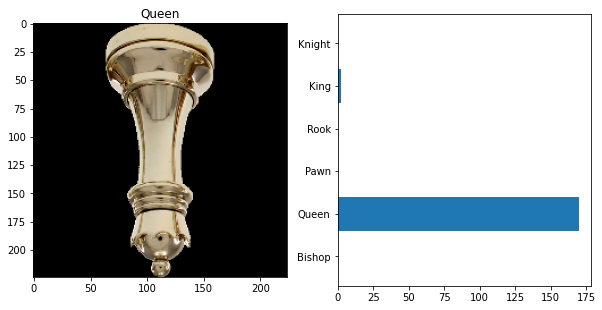 Queen
0
25
50
75
100
125
150
175
200
0 50 100 150 200
Knight
King
Rook
Pawn
Queen
Bishop
0 25 50 75 100 125 150 175